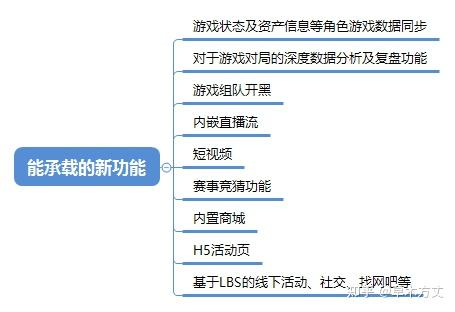 游戏状态及资产信息等角色游戏数据同步
对于游戏对局的深度数据分析及复盘功能
游戏组队开黑
内嵌直播流
能承载的新功能
短视频
赛事竞猜功能
内置商城
H5活动页
基于LBS的线下活动、社交、找网吧等
知乎 @草木方丈